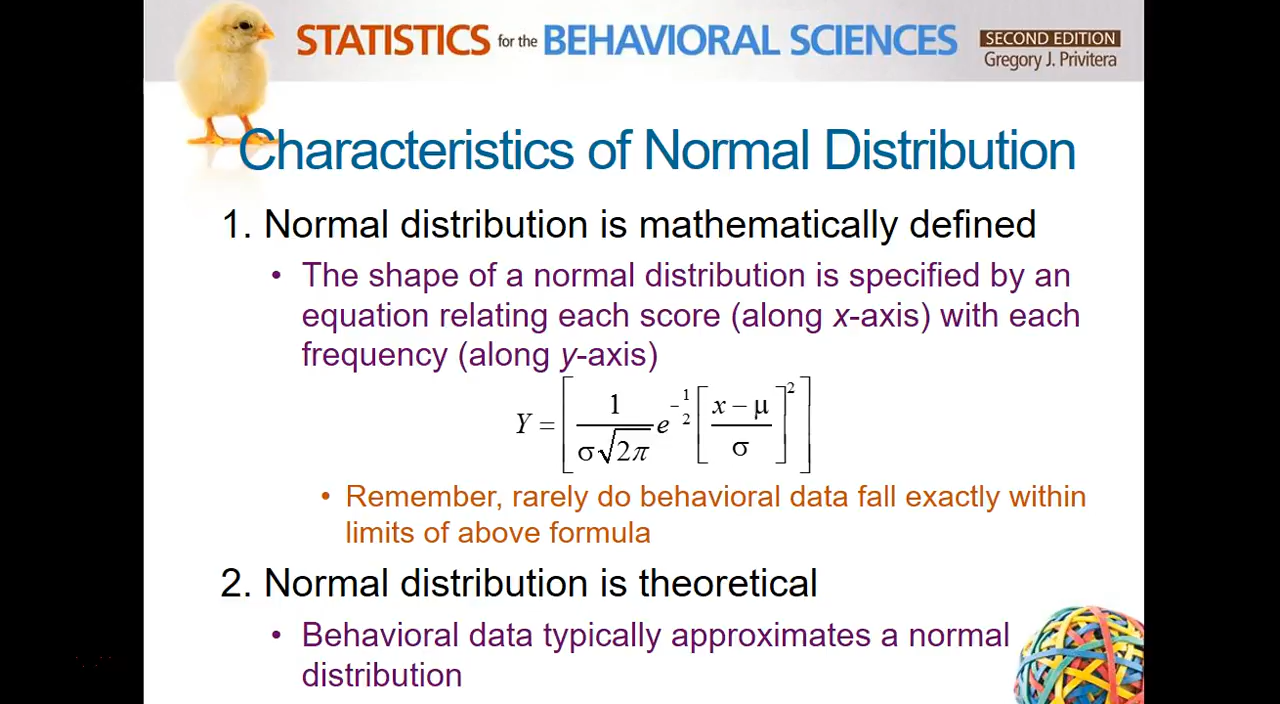 STATISTICS for the BEHAVIORAL SCIENCES SECOND EDITION
Gregory J. Privitera
Characteristics of Normal Distribution
1. Normal distribution is mathematically defined
• The shape of a normal distribution is specified by an
equation relating each score (along x-axis) with each
frequency (along y-axis)
Y = [ 1 / σ√2π e^-1/2 [ x – μ / σ ]^2 ]
• Remember, rarely do behavioral data fall exactly within
limits of above formula
2. Normal distribution is theoretical
• Behavioral data typically approximates a normal
distribution